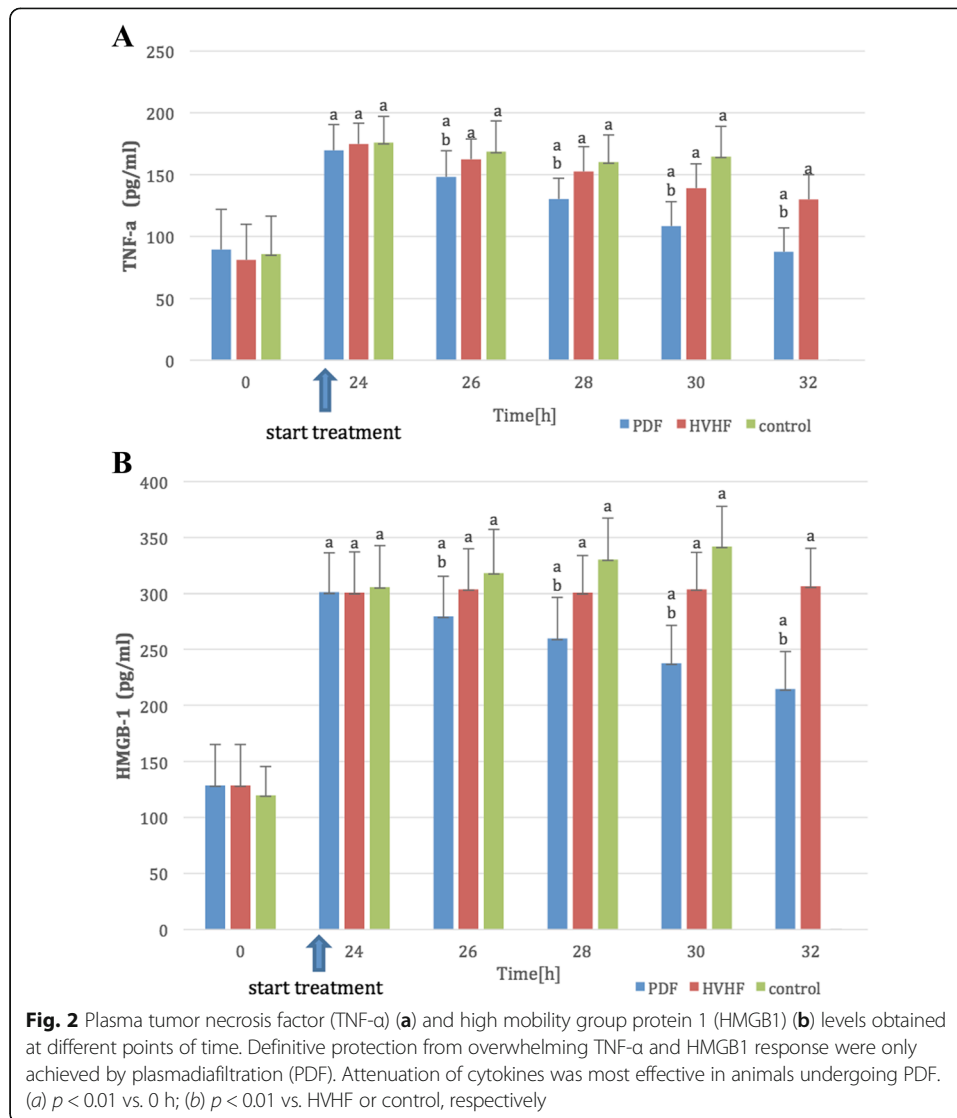 A
250
200
150
100
50
0
TNF-a (pg/ml)
a a a
a a a
b
a a a
b
a a a
b
a a
b
0 24 26 28 30 32
Time[h]
start treatment
PDF HVHF control
B
400
350
300
250
200
150
100
50
0
HMGB-1 (pg/ml)
a a a
a a a
b
a a a
b
a a a
b
a a
b
0 24 26 28 30 32
Time[h]
start treatment
PDF HVHF control
Fig. 2 Plasma tumor necrosis factor (TNF-α) (a) and high mobility group protein 1 (HMGB1) (b) levels obtained
at different points of time. Definitive protection from overwhelming TNF-α and HMGB1 response were only
achieved by plasmadiafiltration (PDF). Attenuation of cytokines was most effective in animals undergoing PDF.
(a) p < 0.01 vs. 0 h; (b) p < 0.01 vs. HVHF or control, respectively